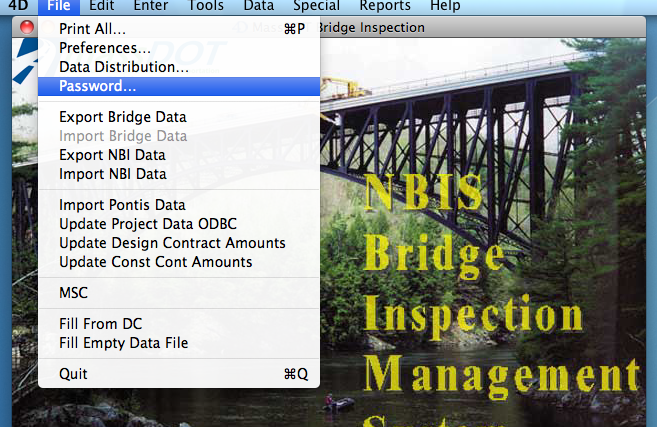 4D File Edit Enter Tools Data Special Reports Help
Bridge Inspection
Print All... ⌘P
Preferences...
Data Distribution...
Password...
Export Bridge Data
Import Bridge Data
Export NBI Data
Import NBI Data
Import Pontis Data
Update Project Data ODBC
Update Design Contract Amounts
Update Const Cont Amounts
MSC
Fill From DC
Fill Empty Data File
Quit ⌘Q
NBIS
Bridge
Inspection
Management
System